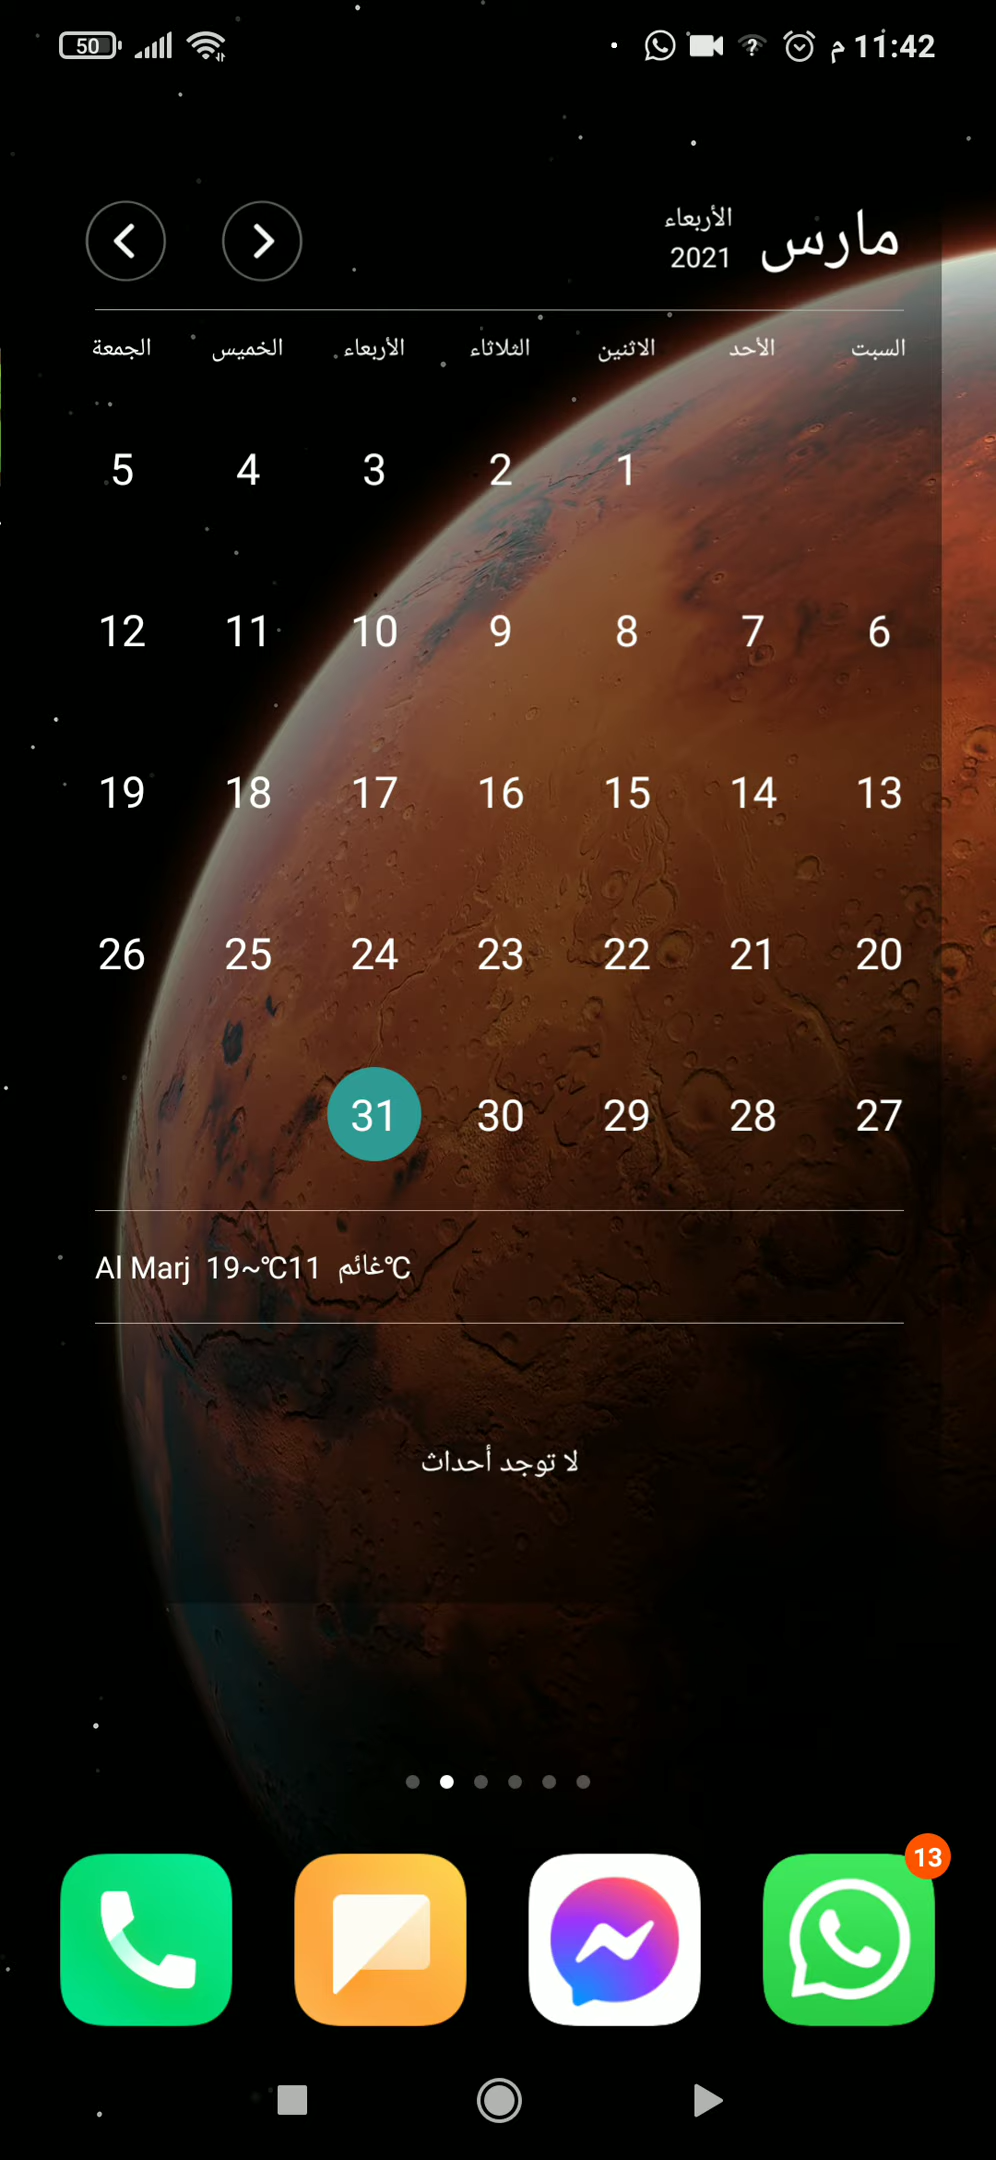 11:42 م
50
مارس
الأربعاء
2021
السبت الأحد الاثنين الثلاثاء الأربعاء الخميس الجمعة
1 2 3 4 5
6 7 8 9 10 11 12
13 14 15 16 17 18 19
20 21 22 23 24 25 26
27 28 29 30 31
Al Marj 19~℃11 غائم℃
لا توجد أحداث
13